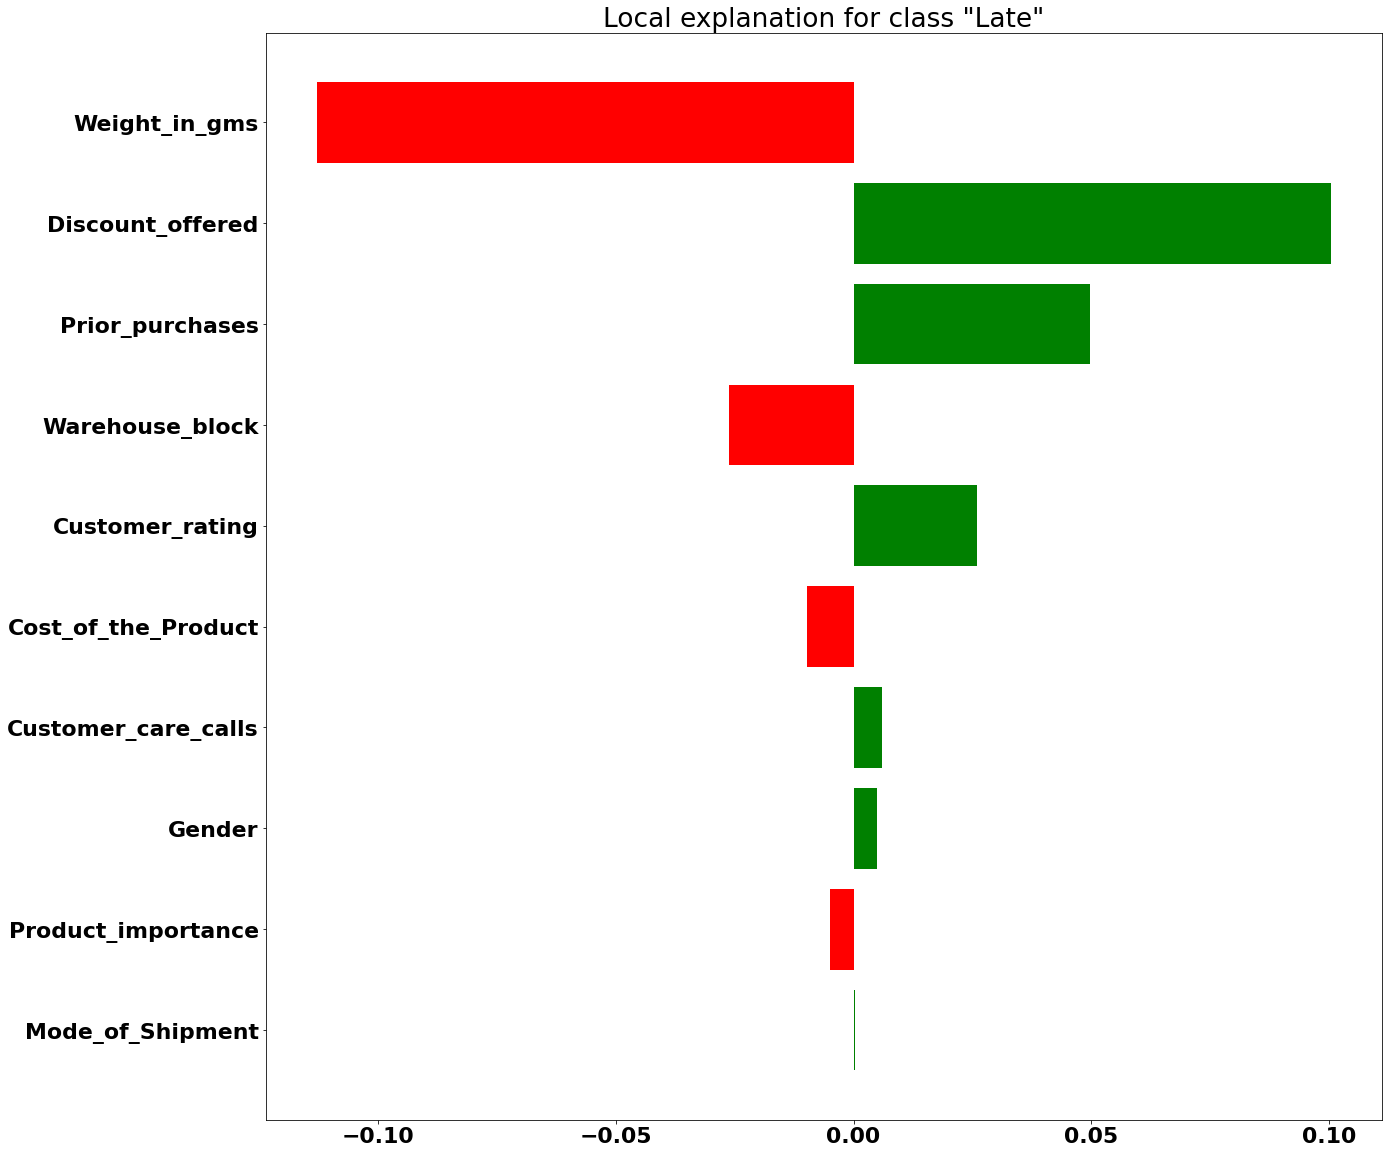 Local explanation for class "Late"
Weight_in_gms
Discount_offered
Prior_purchases
Warehouse_block
Customer_rating
Cost_of_the_Product
Customer_care_calls
Gender
Product_importance
Mode_of_Shipment
−0.10 −0.05 0.00 0.05 0.10